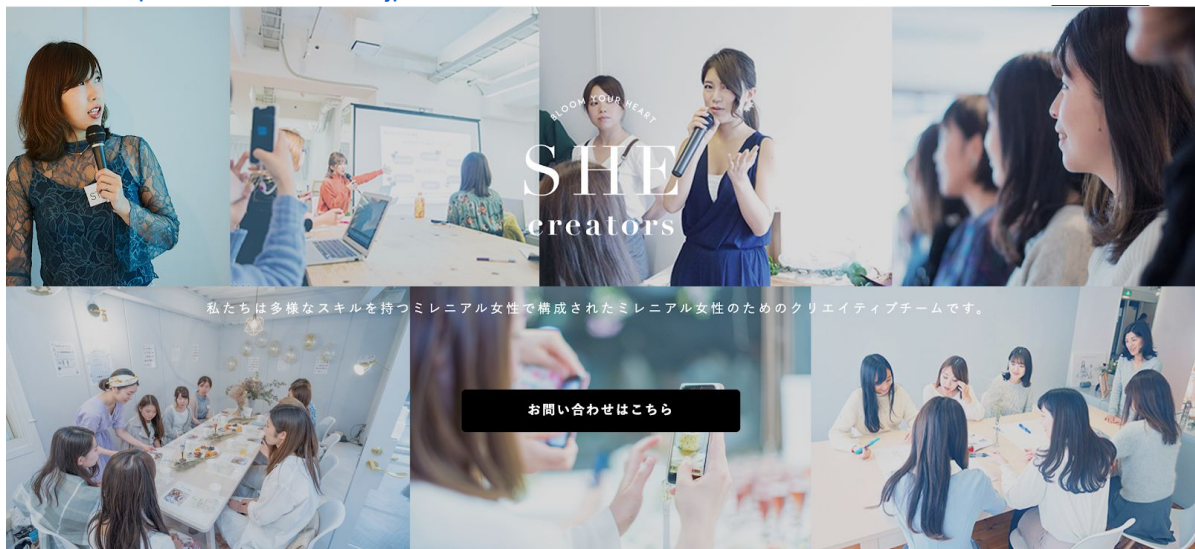 BLOOM YOUR HEART
SHE
creators
私たちは多様なスキルを持つミレニアル女性で構成されたミレニアル女性のためのクリエイティブチームです。
お問い合わせはこちら